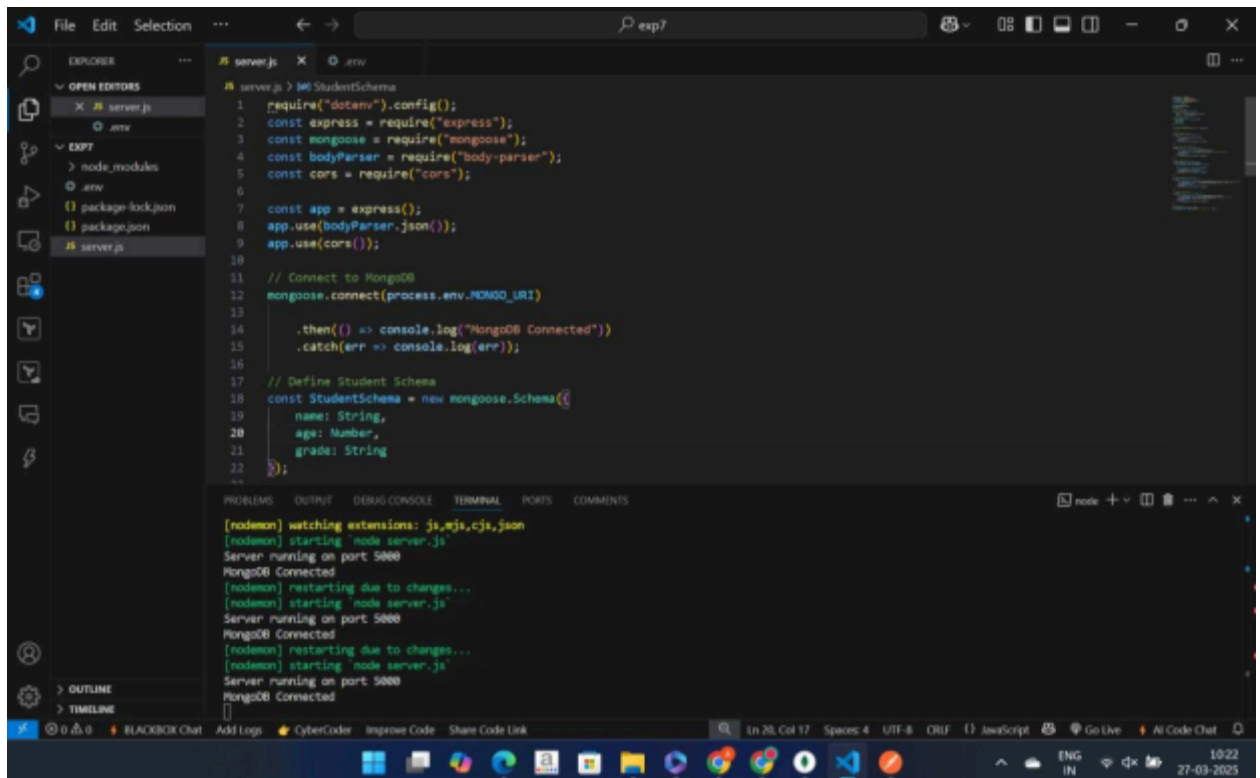 File Edit Selection ... exp7
EXPLORER ...
OPEN EDITORS
server.js
.env
EXP7
node_modules
.env
package-lock.json
package.json
server.js
OUTLINE
TIMELINE
server.js .env
server.js > StudentSchema
1 require("dotenv").config();
2 const express = require("express");
3 const mongoose = require("mongoose");
4 const bodyParser = require("body-parser");
5 const cors = require("cors");
6
7 const app = express();
8 app.use(bodyParser.json());
9 app.use(cors());
10
11 // Connect to MongoDB
12 mongoose.connect(process.env.MONGO_URI)
13
14 .then(() => console.log("MongoDB Connected"))
15 .catch(err => console.log(err));
16
17 // Define Student Schema
18 const StudentSchema = new mongoose.Schema({
19 name: String,
20 age: Number,
21 grade: String
22 });
PROBLEMS OUTPUT DEBUG CONSOLE TERMINAL PORTS COMMENTS node
[nodemon] watching extensions: js,mjs,cjs,json
[nodemon] starting `node server.js`
Server running on port 5000
MongoDB Connected
[nodemon] restarting due to changes...
[nodemon] starting `node server.js`
Server running on port 5000
MongoDB Connected
[nodemon] restarting due to changes...
[nodemon] starting `node server.js`
Server running on port 5000
MongoDB Connected
0 0 BLACKBOX Chat Add Logs CyberCoder Improve Code Share Code Link Ln 20, Col 17 Spaces: 4 UTF-8 CRLF {} JavaScript Go Live AI Code Chat
ENG 10:22
IN 27-03-2025